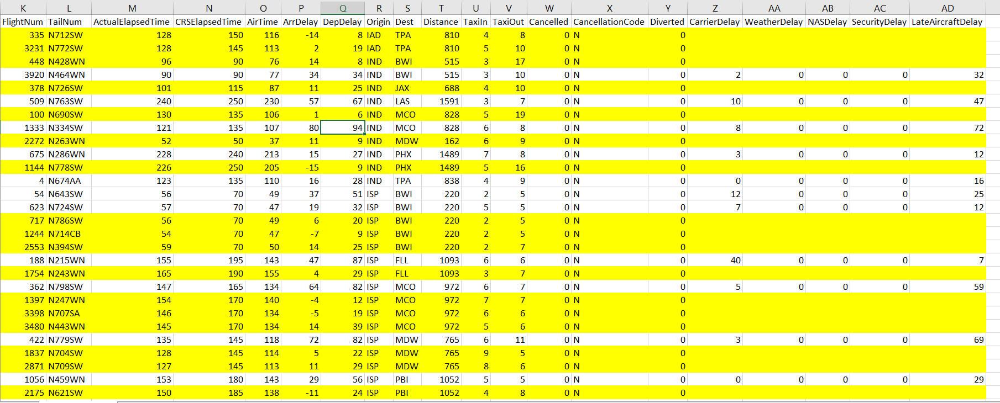 K L M N O P Q R S T U V W X Y Z AA AB AC AD
FlightNum TailNum ActualElapsedTime CRSElapsedTime AirTime ArrDelay DepDelay Origin Dest Distance TaxiIn TaxiOut Cancelled CancellationCode Diverted CarrierDelay WeatherDelay NASDelay SecurityDelay LateAircraftDelay
335 N712SW 128 150 116 -14 8 IAD TPA 810 4 8 0 N 0
3231 N772SW 128 145 113 2 19 IAD TPA 810 5 10 0 N 0
448 N428WN 96 90 76 14 8 IND BWI 515 3 17 0 N 0
3920 N464WN 90 90 77 34 34 IND BWI 515 3 10 0 N 0 2 0 0 0 32
378 N726SW 101 115 87 11 25 IND JAX 688 4 10 0 N 0
509 N763SW 240 250 230 57 67 IND LAS 1591 3 7 0 N 0 10 0 0 0 47
100 N690SW 130 135 106 1 6 IND MCO 828 5 19 0 N 0
1333 N334SW 121 135 107 80 94 IND MCO 828 6 8 0 N 0 8 0 0 0 72
2272 N263WN 52 50 37 11 9 IND MDW 162 6 9 0 N 0
675 N286WN 228 240 213 15 27 IND PHX 1489 7 8 0 N 0 3 0 0 0 12
1144 N778SW 226 250 205 -15 9 IND PHX 1489 5 16 0 N 0
4 N674AA 123 135 110 16 28 IND TPA 838 4 9 0 N 0 0 0 0 0 16
54 N643SW 56 70 49 37 51 ISP BWI 220 2 5 0 N 0 12 0 0 0 25
623 N724SW 57 70 47 19 32 ISP BWI 220 5 5 0 N 0 7 0 0 0 12
717 N786SW 56 70 49 6 20 ISP BWI 220 2 5 0 N 0
1244 N714CB 54 70 47 -7 9 ISP BWI 220 2 5 0 N 0
2553 N394SW 59 70 50 14 25 ISP BWI 220 2 7 0 N 0
188 N215WN 155 195 143 47 87 ISP FLL 1093 6 6 0 N 0 40 0 0 0 7
1754 N243WN 165 190 155 4 29 ISP FLL 1093 3 7 0 N 0
362 N798SW 147 165 134 64 82 ISP MCO 972 6 7 0 N 0 5 0 0 0 59
1397 N247WN 154 170 140 -4 12 ISP MCO 972 7 7 0 N 0
3398 N707SA 146 170 134 -5 19 ISP MCO 972 6 6 0 N 0
3480 N443WN 145 170 134 14 39 ISP MCO 972 5 6 0 N 0
422 N779SW 135 145 118 72 82 ISP MDW 765 6 11 0 N 0 3 0 0 0 69
1837 N704SW 128 145 114 5 22 ISP MDW 765 9 5 0 N 0
2871 N709SW 127 145 113 11 29 ISP MDW 765 8 6 0 N 0
1056 N459WN 153 180 143 29 56 ISP PBI 1052 5 5 0 N 0 0 0 0 0 29
2175 N621SW 150 185 138 -11 24 ISP PBI 1052 4 8 0 N 0